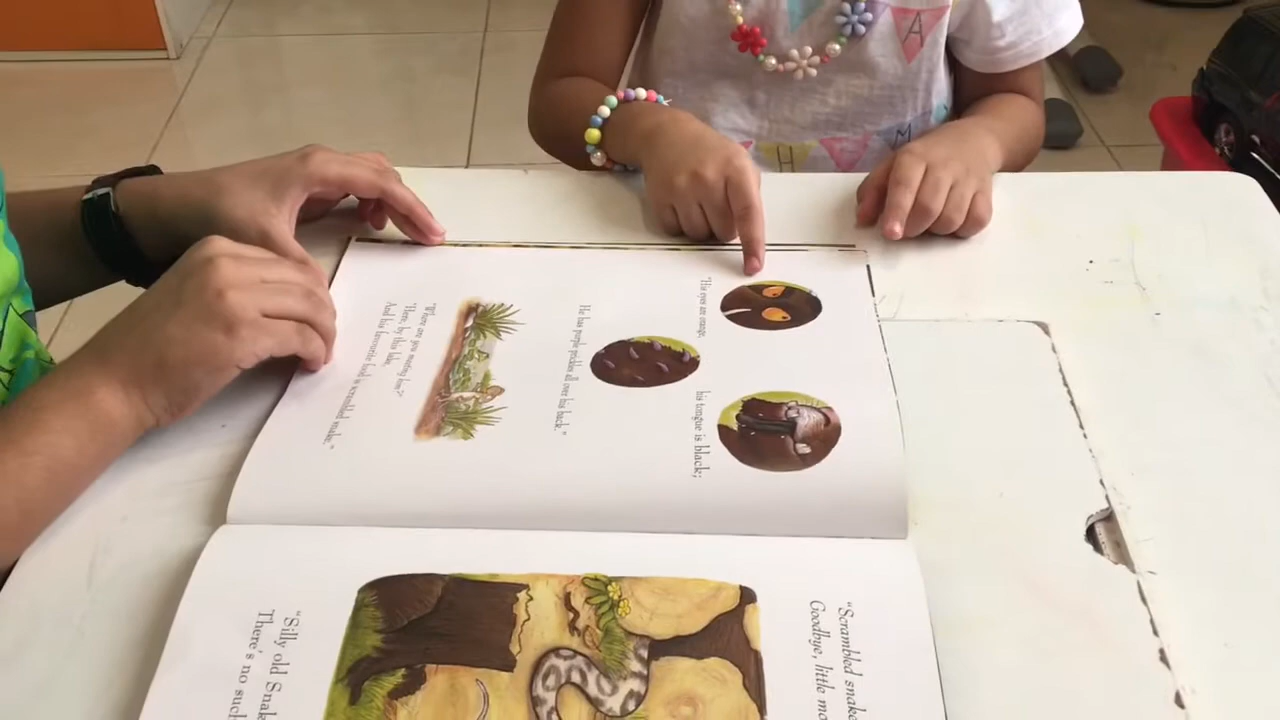 "His eyes are orange,
his tongue is black;
He has purple prickles all over his back."
"Where are you meeting him?"
"Here, by this lake,
And his favourite food is scrambled snake."
"Scrambled snake
Goodbye, little mo
"Silly old Snak
There's no such
A
H
M